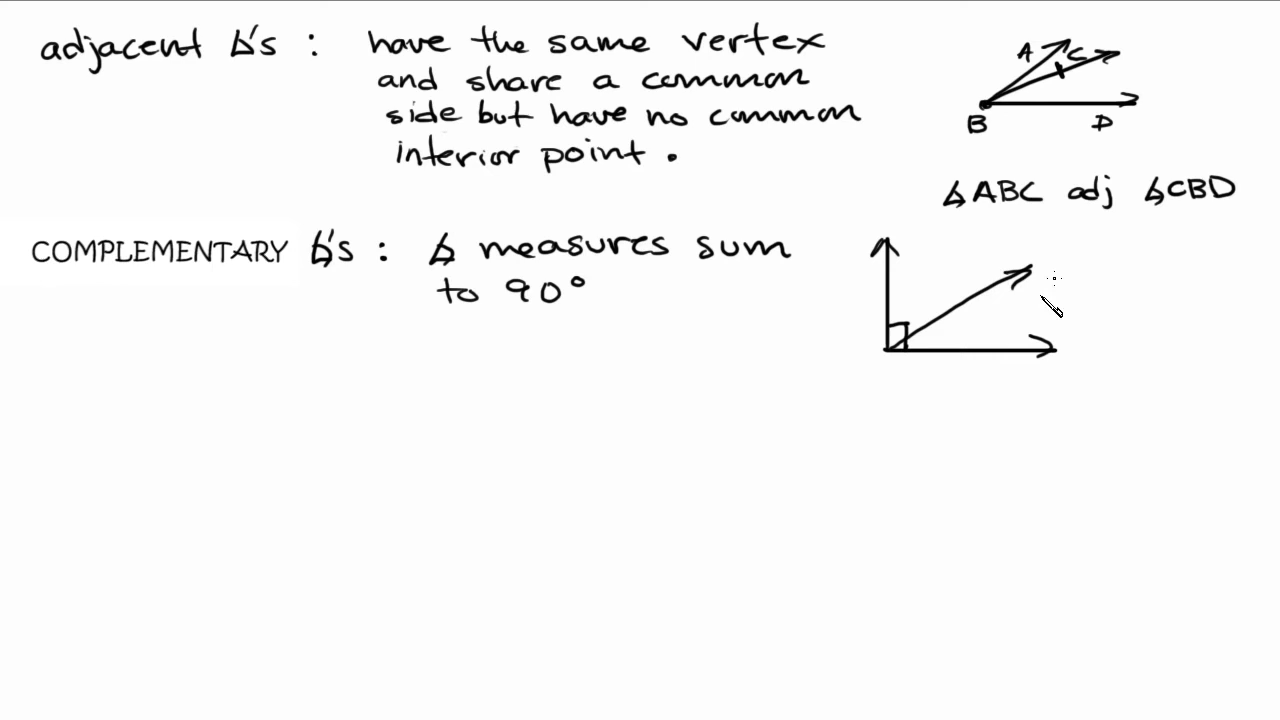 adjacent ∡'s : have the same vertex
and share a common
side but have no common
interior point.
A C
B D
∡ABC adj ∡CBD
COMPLEMENTARY ∡'s : ∡ measures sum
to 90°